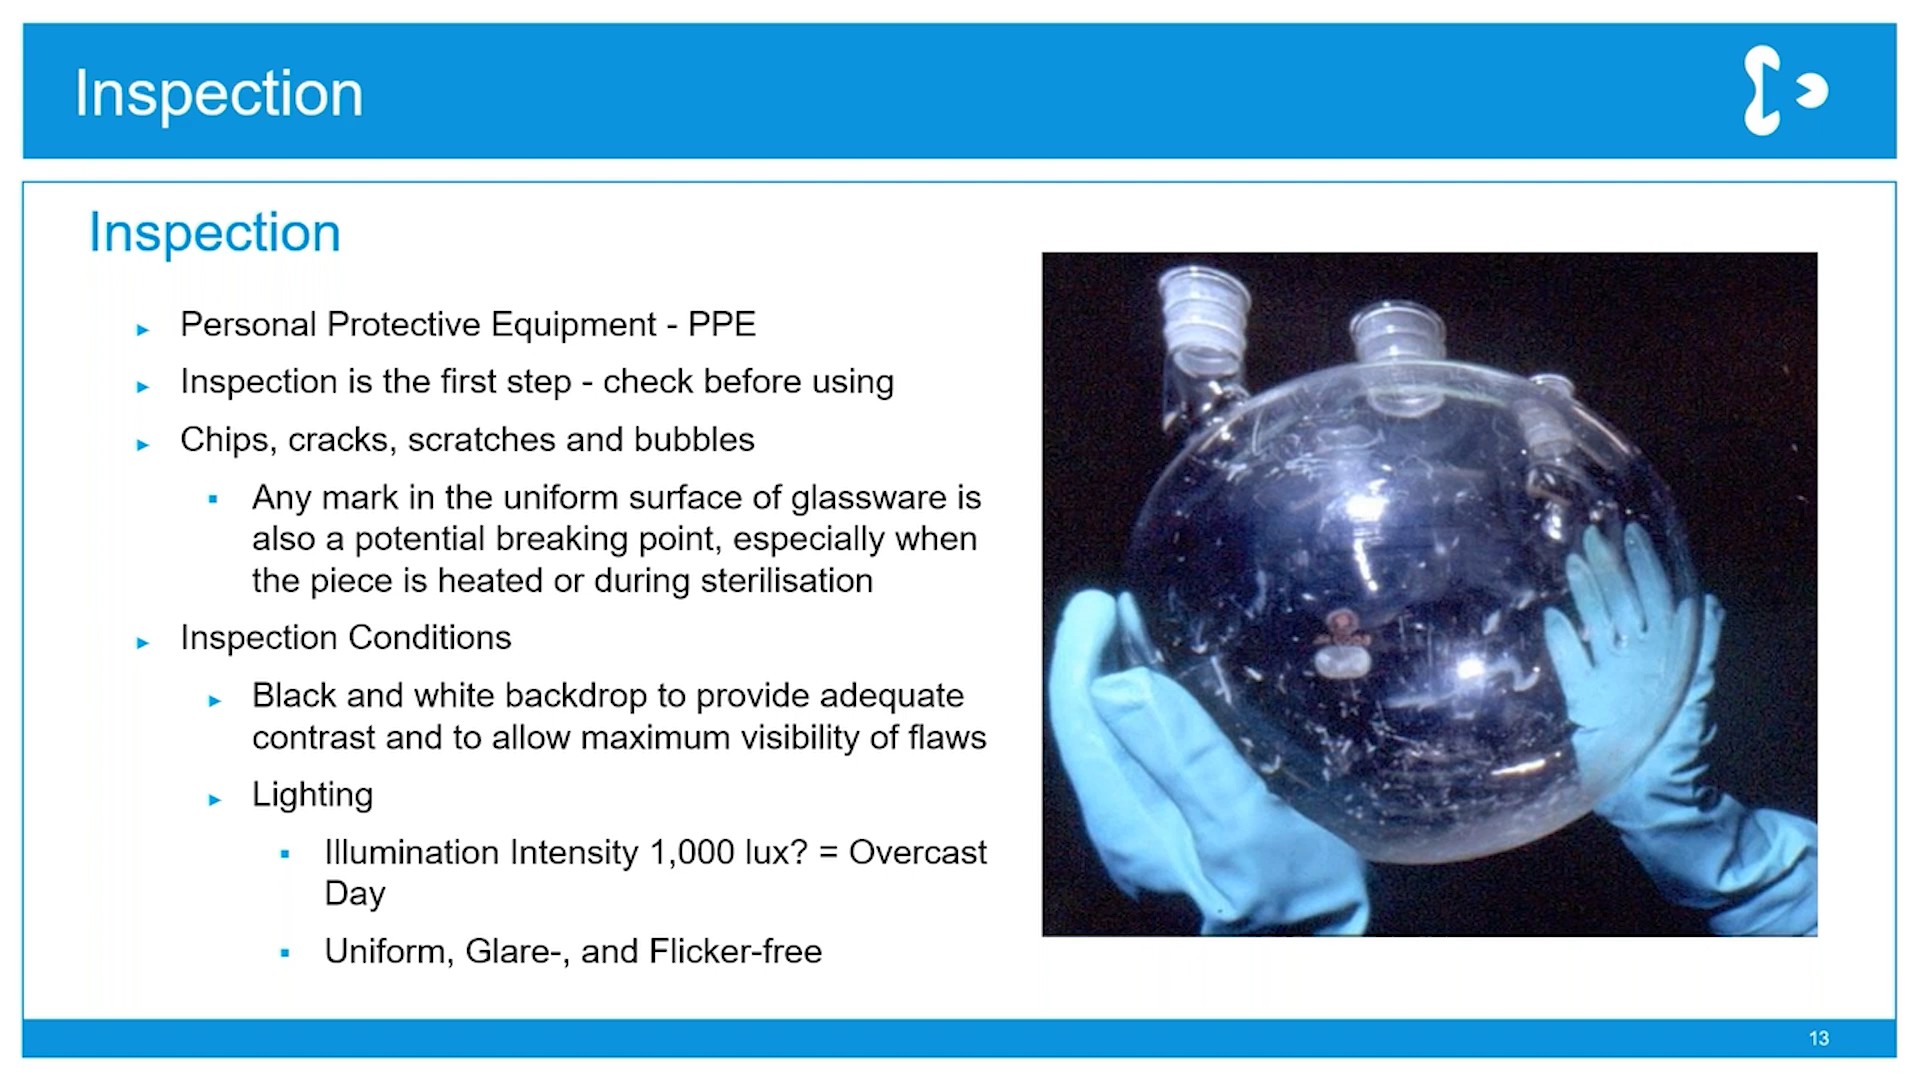 Inspection
Inspection
Personal Protective Equipment - PPE
Inspection is the first step - check before using
Chips, cracks, scratches and bubbles
Any mark in the uniform surface of glassware is
also a potential breaking point, especially when
the piece is heated or during sterilisation
Inspection Conditions
Black and white backdrop to provide adequate
contrast and to allow maximum visibility of flaws
Lighting
Illumination Intensity 1,000 lux? = Overcast
Day
Uniform, Glare-, and Flicker-free
13